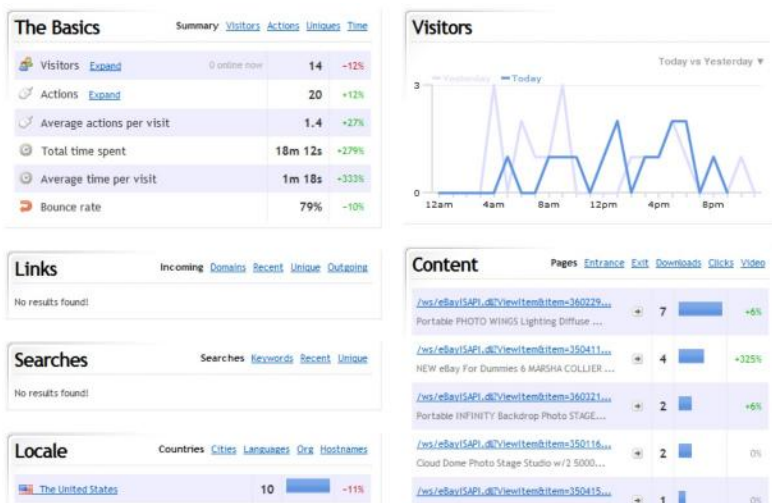 The Basics
Summary Visitors Actions Uniques Time
Visitors Expand 0 online now 14 -12%
Actions Expand 20 +12%
Average actions per visit 1.4 +27%
Total time spent 18m 12s +279%
Average time per visit 1m 18s +333%
Bounce rate 79% -10%
Links
Incoming Domains Recent Unique Outgoing
No results found!
Searches
Searches Keywords Recent Unique
No results found!
Locale
Countries Cities Languages Org Hostnames
The United States 10 -11%
Visitors
Today vs Yesterday ▼
Yesterday Today
3
0
12am 4am 8am 12pm 4pm 8pm
Content
Pages Entrance Exit Downloads Clicks Video
/ws/eBayISAPI.dll?ViewItem&item=360229...
7 +6%
Portable PHOTO WINGS Lighting Diffuse ...
/ws/eBayISAPI.dll?ViewItem&item=350411...
4 +325%
NEW eBay For Dummies 6 MARSHA COLLIER ...
/ws/eBayISAPI.dll?ViewItem&item=360321...
2 +6%
Portable INFINITY Backdrop Photo STAGE...
/ws/eBayISAPI.dll?ViewItem&item=350116...
2 0%
Cloud Dome Photo Stage Studio w/2 5000...
/ws/eBayISAPI.dll?ViewItem&item=350415...
1 0%